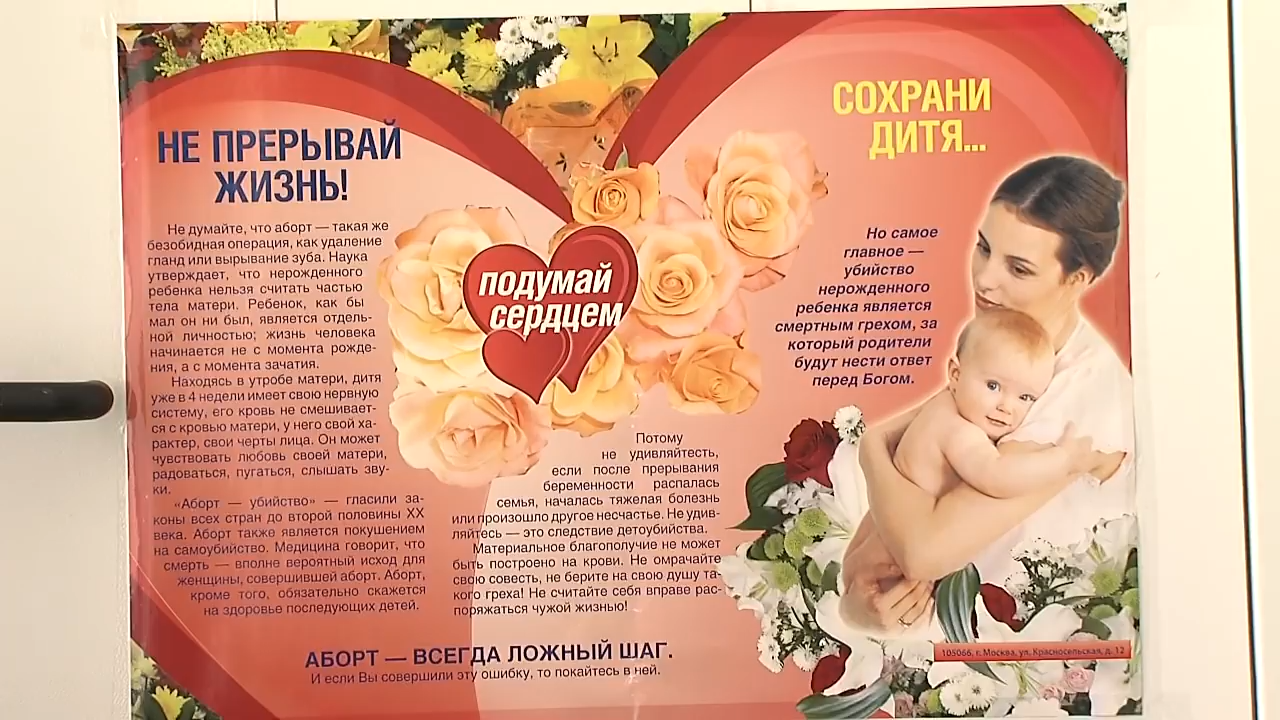 НЕ ПРЕРЫВАЙ
ЖИЗНЬ!
Не думайте, что аборт — такая же
безобидная операция, как удаление
гланд или вырывание зуба. Наука
утверждает, что нерожденного
ребенка нельзя считать частью
тела матери. Ребенок, как бы
мал он ни был, является отдель-
ной личностью; жизнь человека
начинается не с момента рожде-
ния, а с момента зачатия.
Находясь в утробе матери, дитя
уже в 4 недели имеет свою нервную
систему, его кровь не смешивает-
ся с кровью матери, у него свой ха-
рактер, свои черты лица. Он может
чувствовать любовь своей матери,
радоваться, пугаться, слышать зву-
ки.
«Аборт — убийство» — гласили за-
коны всех стран до второй половины XX
века. Аборт также является покушением
на самоубийство. Медицина говорит, что
смерть — вполне вероятный исход для
женщины, совершившей аборт. Аборт,
кроме того, обязательно скажется
на здоровье последующих детей.
подумай
сердцем
Потому
не удивляйтесь,
если после прерывания
беременности распалась
семья, началась тяжелая болезнь
или произошло другое несчастье. Не удив-
ляйтесь — это следствие детоубийства.
Материальное благополучие не может
быть построено на крови. Не омрачайте
свою совесть, не берите на свою душу та-
кого греха! Не считайте себя вправе рас-
поряжаться чужой жизнью!
СОХРАНИ
ДИТЯ...
Но самое
главное —
убийство
нерожденного
ребенка является
смертным грехом, за
который родители
будут нести ответ
перед Богом.
АБОРТ — ВСЕГДА ЛОЖНЫЙ ШАГ.
И если Вы совершили эту ошибку, то покайтесь в ней.
105066, г. Москва, ул. Красносельская, д. 12